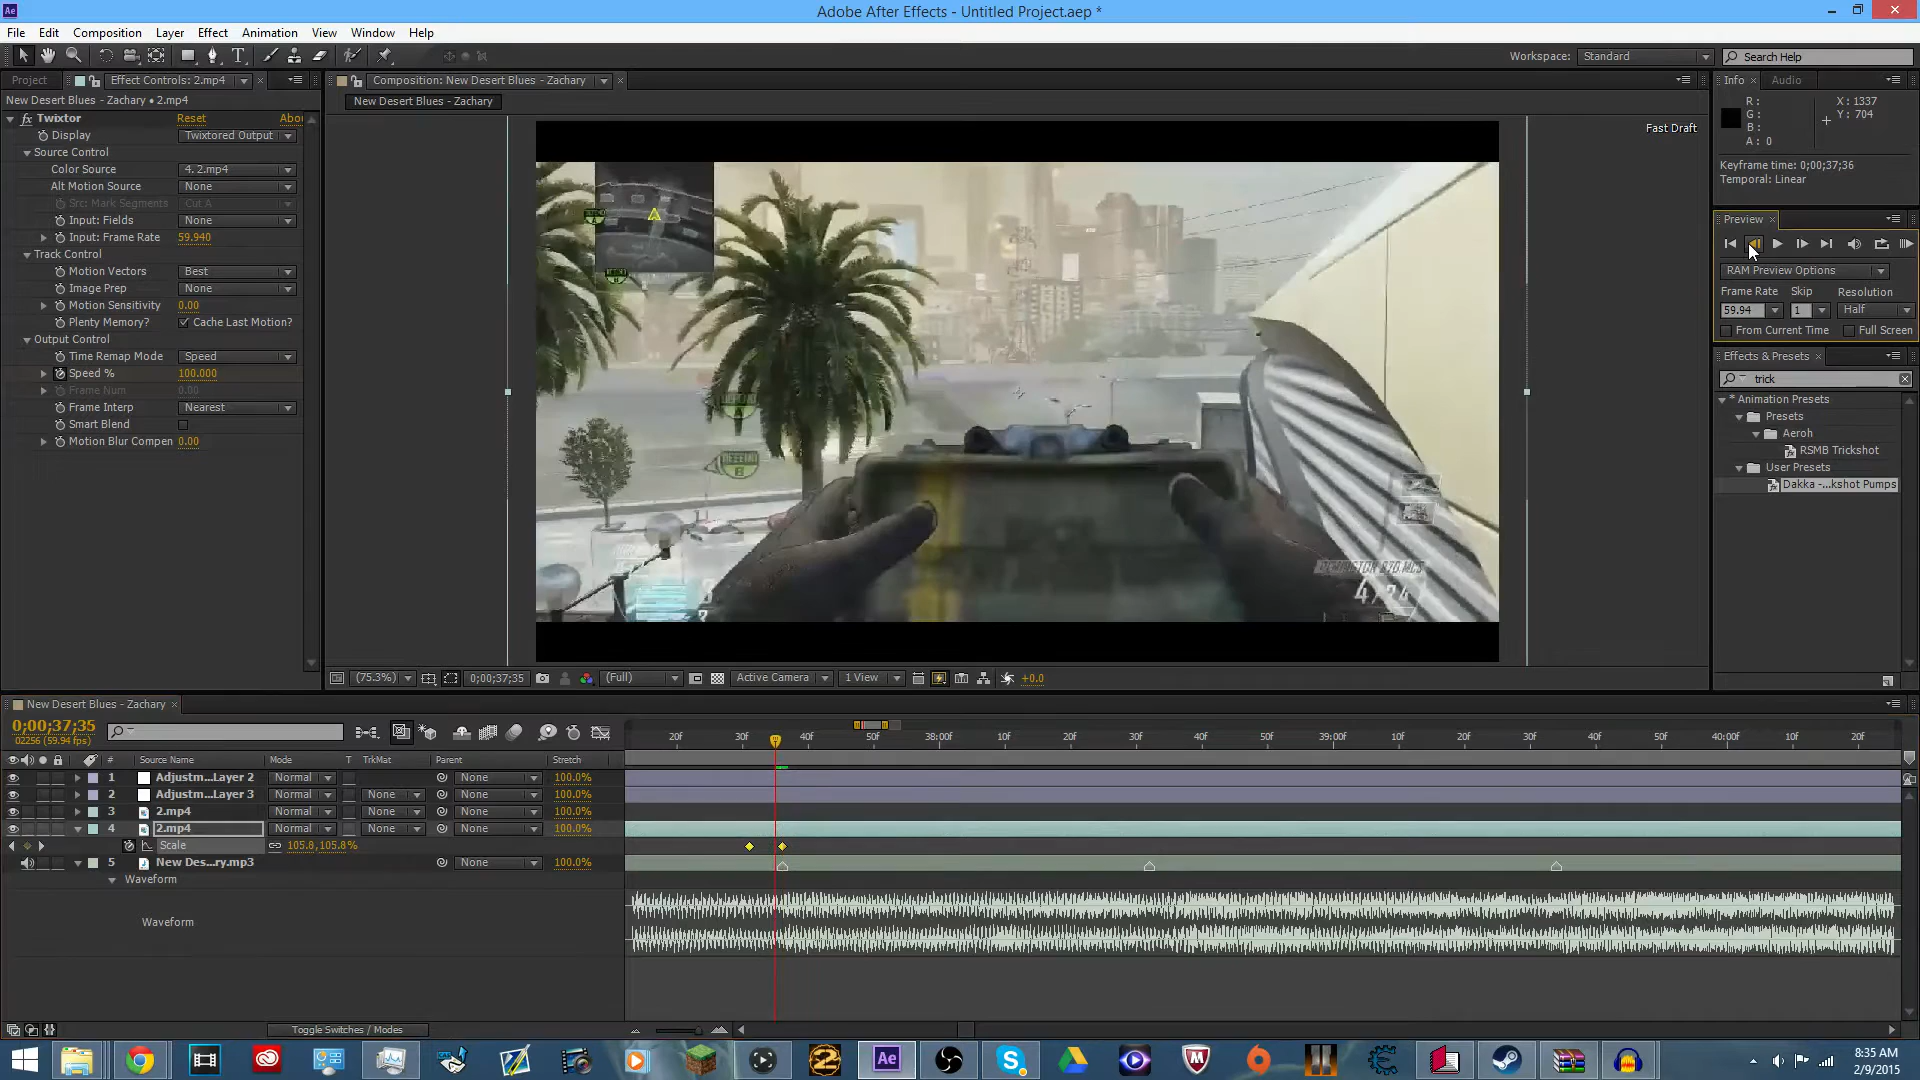 Adobe After Effects - Untitled Project.aep *
File Edit Composition Layer Effect Animation View Window Help
Workspace: Standard Search Help
Project Effect Controls: 2.mp4
New Desert Blues - Zachary • 2.mp4
fx Twixtor Reset Abou
Display Twixtored Output
Source Control
Color Source 4. 2.mp4
Alt Motion Source None
Src: Mark Segments Cut A
Input: Fields None
Input: Frame Rate 59.940
Track Control
Motion Vectors Best
Image Prep None
Motion Sensitivity 0.00
Plenty Memory? Cache Last Motion?
Output Control
Time Remap Mode Speed
Speed % 100.000
Frame Num 0.00
Frame Interp Nearest
Smart Blend
Motion Blur Compen 0.00
Composition: New Desert Blues - Zachary
New Desert Blues - Zachary
Fast Draft
DEFEND
A
DEFEND
B
REMINGTON 870 MCS
4/24
(75.3%) 0;00;37;35 (Full) Active Camera 1 View +0.0
Info Audio
R : X : 1337
G : Y : 704
B :
A : 0
Keyframe time: 0;00;37;36
Temporal: Linear
Preview
RAM Preview Options
Frame Rate Skip Resolution
59.94 1 Half
From Current Time Full Screen
Effects & Presets
trick
* Animation Presets
Presets
Aeroh
RSMB Trickshot
User Presets
Dakka -...kshot Pumps
New Desert Blues - Zachary
0;00;37;35
02256 (59.94 fps)
20f 30f 40f 50f 38:00f 10f 20f 30f 40f 50f 39:00f 10f 20f 30f 40f 50f 40:00f 10f 20f
# Source Name Mode T TrkMat Parent Stretch
1 Adjustm...Layer 2 Normal None 100.0%
2 Adjustm...Layer 3 Normal None None 100.0%
3 2.mp4 Normal None None 100.0%
4 2.mp4 Normal None None 100.0%
Scale 105.8,105.8%
5 New Des...ry.mp3 None 100.0%
Waveform
Waveform
Toggle Switches / Modes
Ae
8:35 AM
2/9/2015